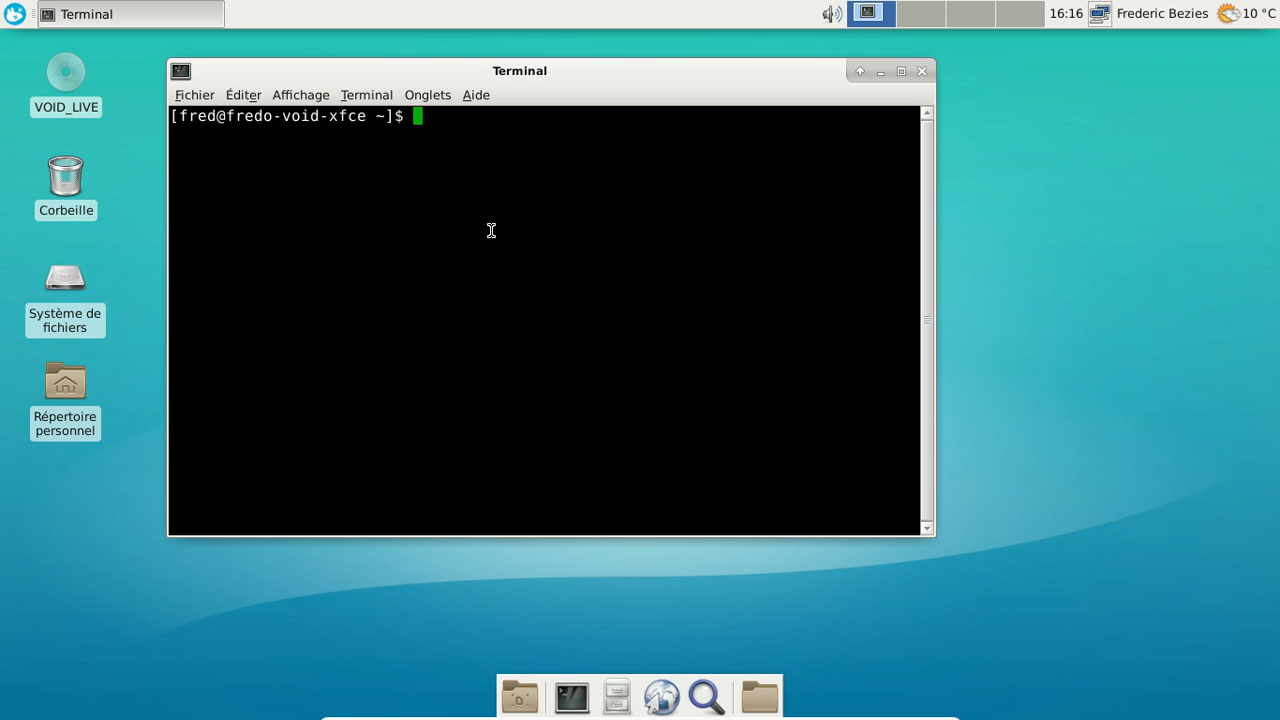 Terminal
16:16
Frederic Bezies
10 °C
VOID_LIVE
Corbeille
Système de
fichiers
Répertoire
personnel
Terminal
Fichier Éditer Affichage Terminal Onglets Aide
[fred@fredo-void-xfce ~]$